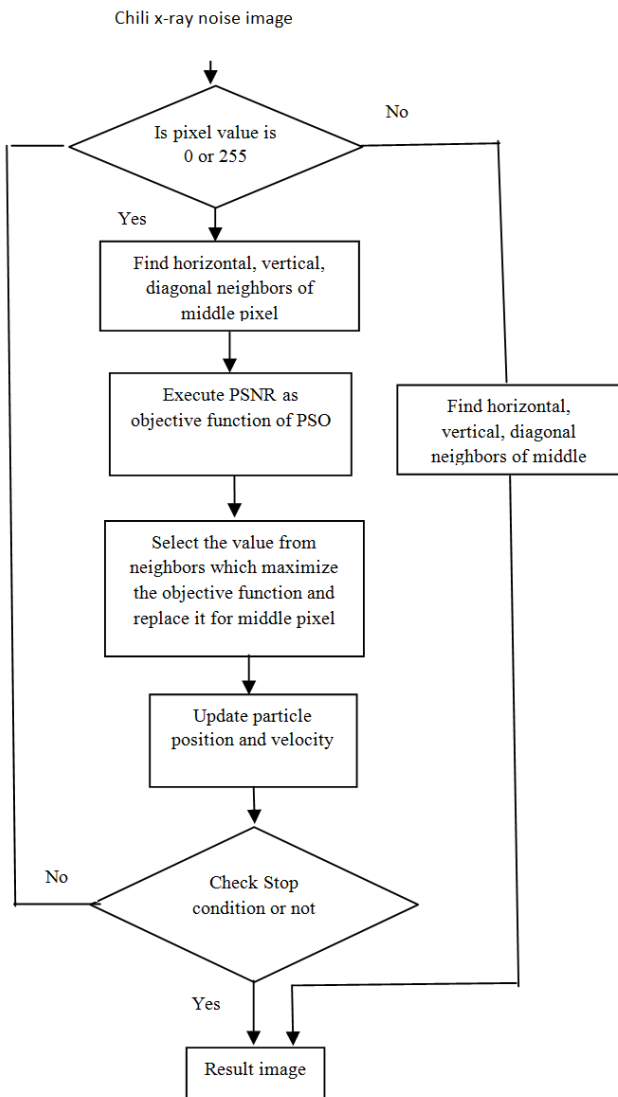 Chili x-ray noise image
Is pixel value is
0 or 255
No
Yes
Find horizontal, vertical,
diagonal neighbors of
middle pixel
Execute PSNR as
objective function of PSO
Find horizontal,
vertical, diagonal
neighbors of middle
Select the value from
neighbors which maximize
the objective function and
replace it for middle pixel
Update particle
position and velocity
No
Check Stop
condition or not
Yes
Result image